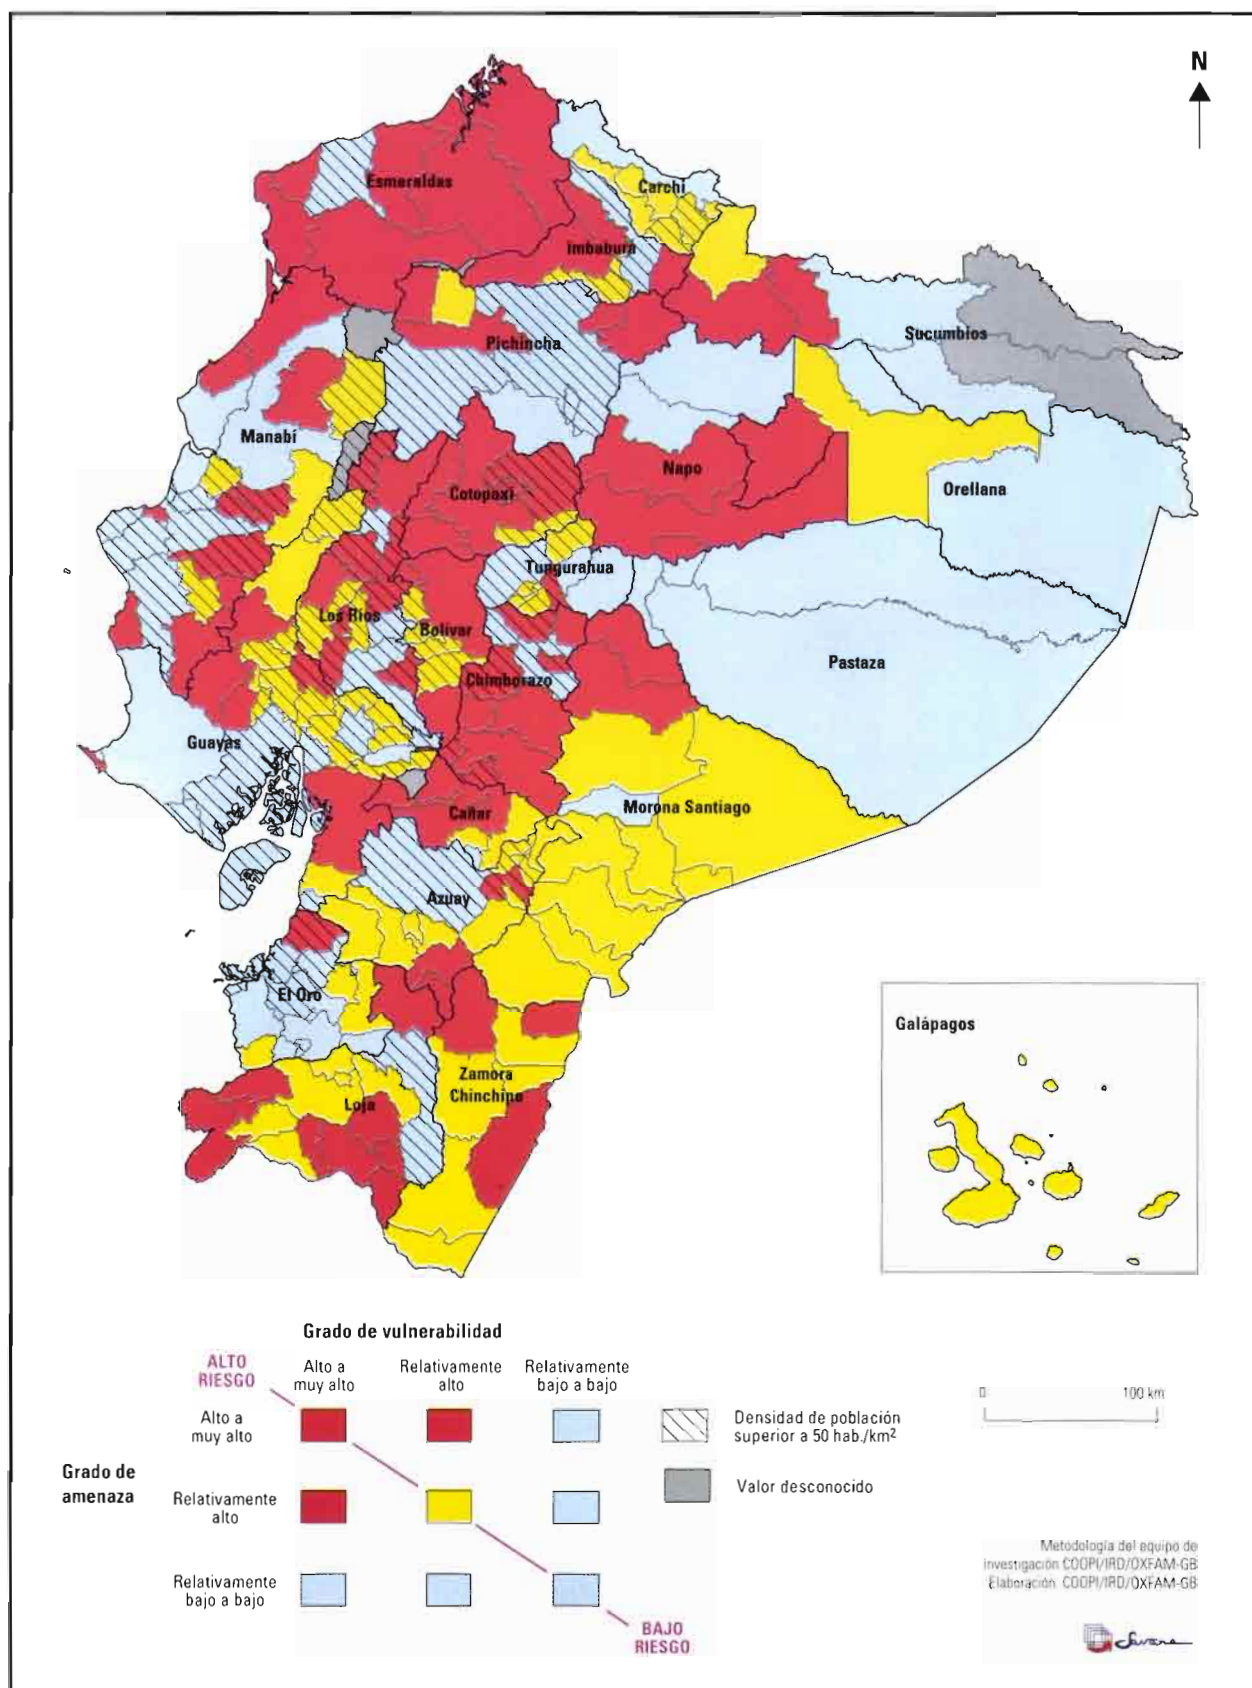 N
Esmeraldas
Carchi
Imbabura
Pichincha
Sucumbios
Manabí
Napo
Cotopaxi
Orellana
Tungurahua
Los Ríos
Bolívar
Pastaza
Chimborazo
Guayas
Morona Santiago
Cañar
Azuay
El Oro
Galápagos
Zamora
Chinchipe
Loja
Grado de vulnerabilidad
ALTO
RIESGO
Alto a
muy alto
Relativamente
alto
Relativamente
bajo a bajo
0
100 km
Alto a
muy alto
Densidad de población
superior a 50 hab./km²
Grado de
amenaza
Valor desconocido
Relativamente
alto
Metodología del equipo de
investigación COOPI/IRD/OXFAM-GB
Elaboración COOPI/IRD/OXFAM-GB
Relativamente
bajo a bajo
BAJO
RIESGO
Savane